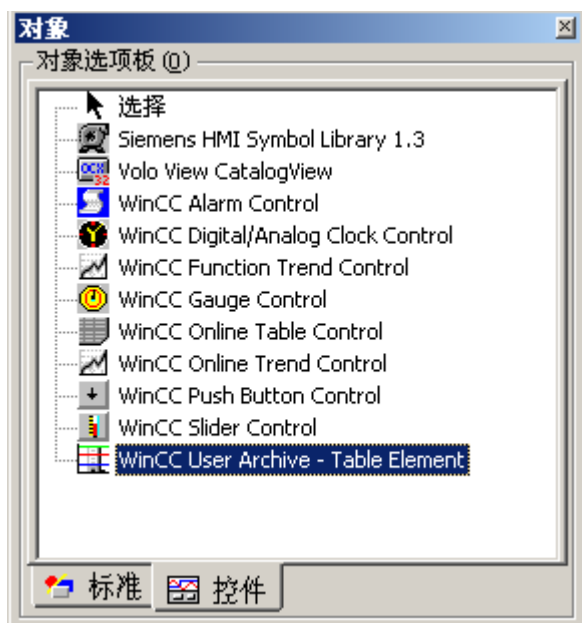 对象
对象选项板 (O)
选择
Siemens HMI Symbol Library 1.3
Volo View CatalogView
WinCC Alarm Control
WinCC Digital/Analog Clock Control
WinCC Function Trend Control
WinCC Gauge Control
WinCC Online Table Control
WinCC Online Trend Control
WinCC Push Button Control
WinCC Slider Control
WinCC User Archive - Table Element
标准 控件